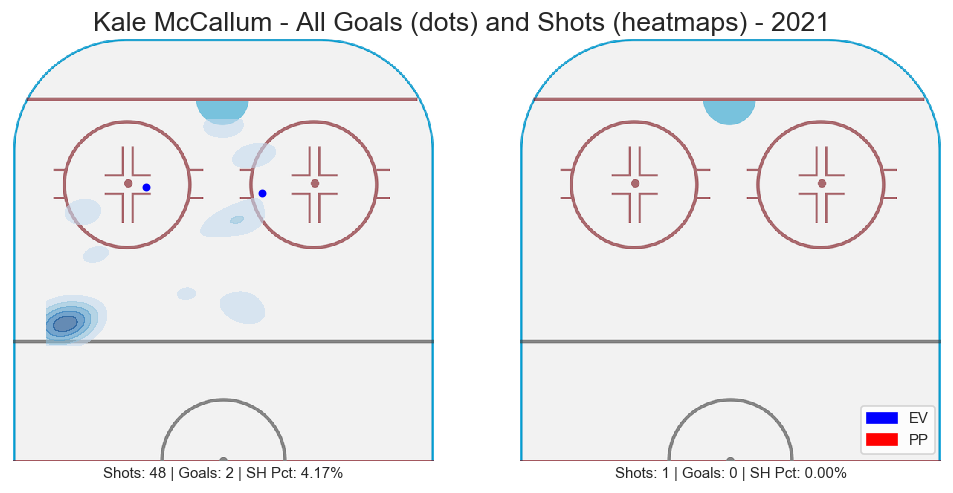 Kale McCallum - All Goals (dots) and Shots (heatmaps) - 2021
EV
PP
Shots: 48 | Goals: 2 | SH Pct: 4.17%
Shots: 1 | Goals: 0 | SH Pct: 0.00%